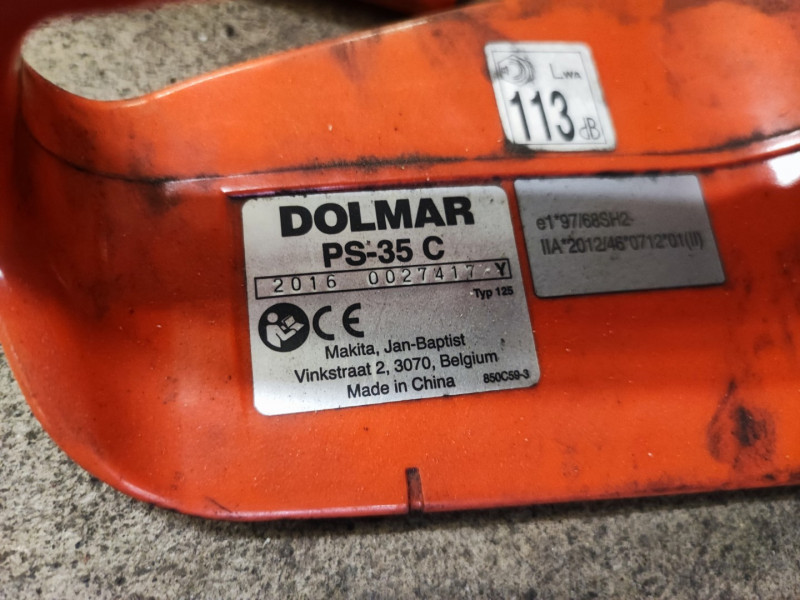 Lwa
113
dB
DOLMAR
PS-35 C
2016 0027417 Y
Typ 125
CE
Makita, Jan-Baptist
Vinkstraat 2, 3070, Belgium
Made in China
850C59-3
e1*97/68SH2-
IIA*2012/46*0712*01(II)